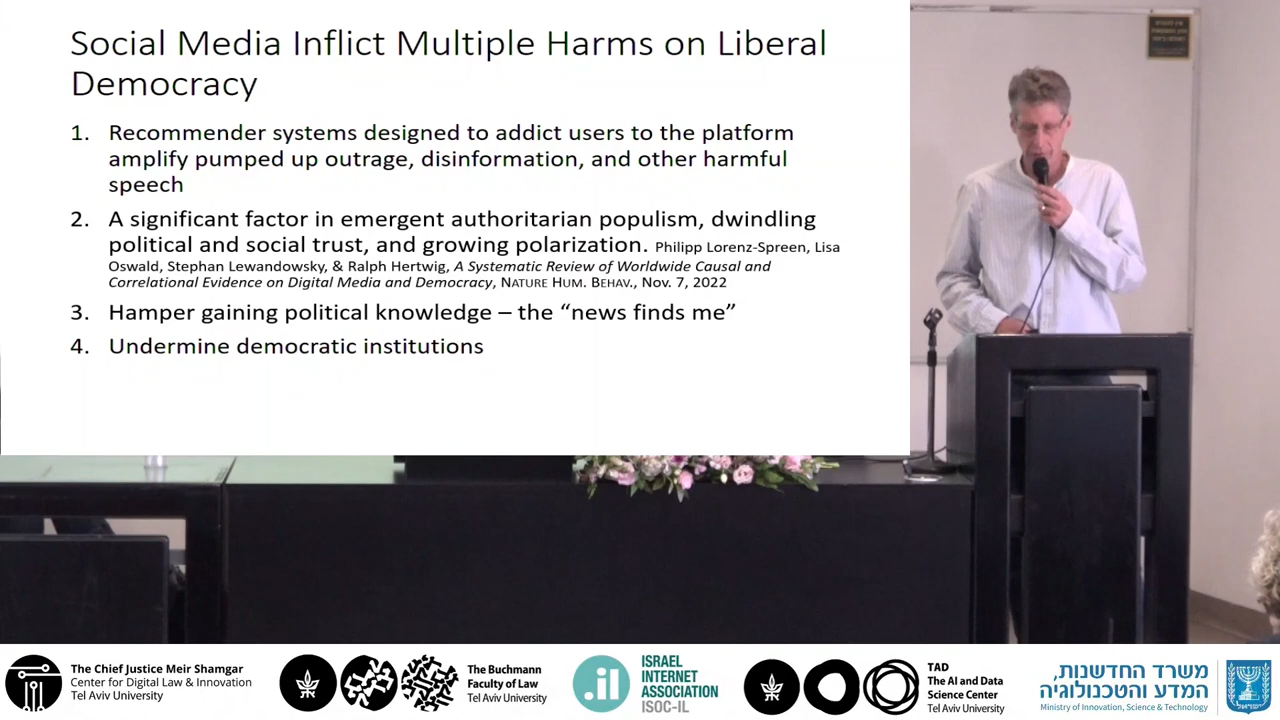 Social Media Inflict Multiple Harms on Liberal
Democracy
1. Recommender systems designed to addict users to the platform
amplify pumped up outrage, disinformation, and other harmful
speech
2. A significant factor in emergent authoritarian populism, dwindling
political and social trust, and growing polarization. Philipp Lorenz-Spreen, Lisa
Oswald, Stephan Lewandowsky, & Ralph Hertwig, A Systematic Review of Worldwide Causal and
Correlational Evidence on Digital Media and Democracy, NATURE HUM. BEHAV., Nov. 7, 2022
3. Hamper gaining political knowledge – the “news finds me”
4. Undermine democratic institutions
The Chief Justice Meir Shamgar
Center for Digital Law & Innovation
Tel Aviv University
The Buchmann
Faculty of Law
Tel Aviv University
.il
ISRAEL
INTERNET
ASSOCIATION
ISOC-IL
TAD
The AI and Data
Science Center
Tel Aviv University
משרד החדשנות,
המדע והטכנולוגיה
Ministry of Innovation, Science & Technology